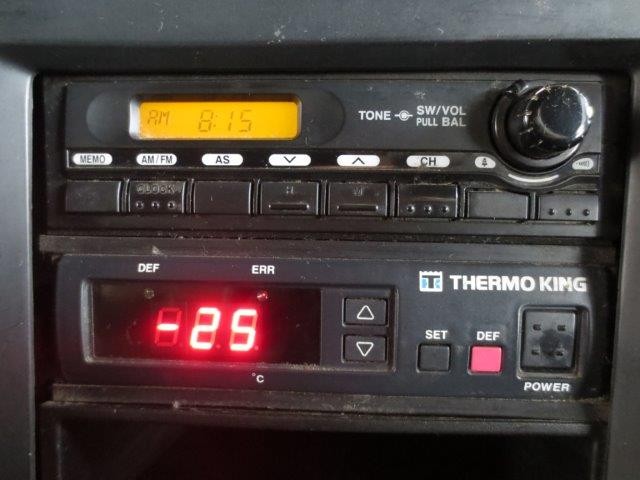 AM 8:15
TONE SW/VOL
PULL BAL
MEMO AM/FM AS CH
CLOCK H M
DEF ERR
THERMO KING
-25
SET DEF
°C
POWER